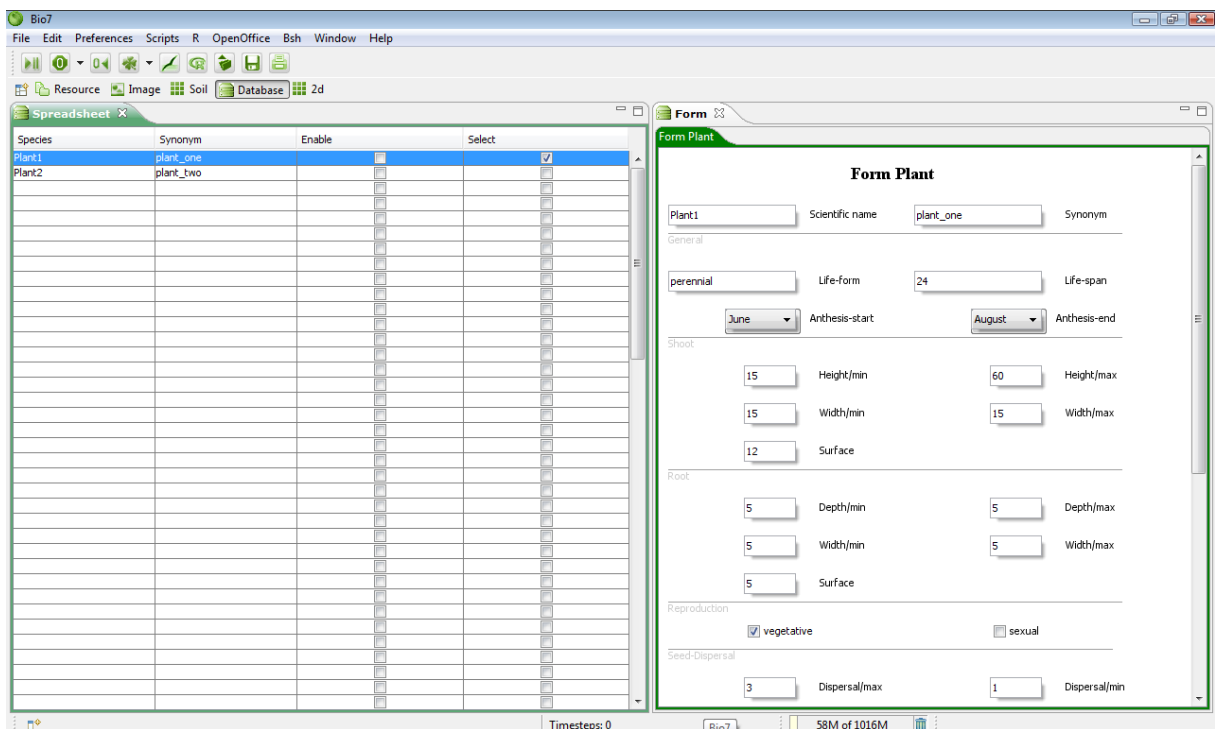 Bio7
File Edit Preferences Scripts R OpenOffice Bsh Window Help
Resource Image Soil Database 2d
Spreadsheet
Species Synonym Enable Select
Plant1 plant_one
Plant2 plant_two
Form
Form Plant
Form Plant
Plant1 Scientific name plant_one Synonym
General
perennial Life-form 24 Life-span
June Anthesis-start August Anthesis-end
Shoot
15 Height/min 60 Height/max
15 Width/min 15 Width/max
12 Surface
Root
5 Depth/min 5 Depth/max
5 Width/min 5 Width/max
5 Surface
Reproduction
vegetative sexual
Seed-Dispersal
3 Dispersal/max 1 Dispersal/min
Timesteps: 0 Bio7 58M of 1016M